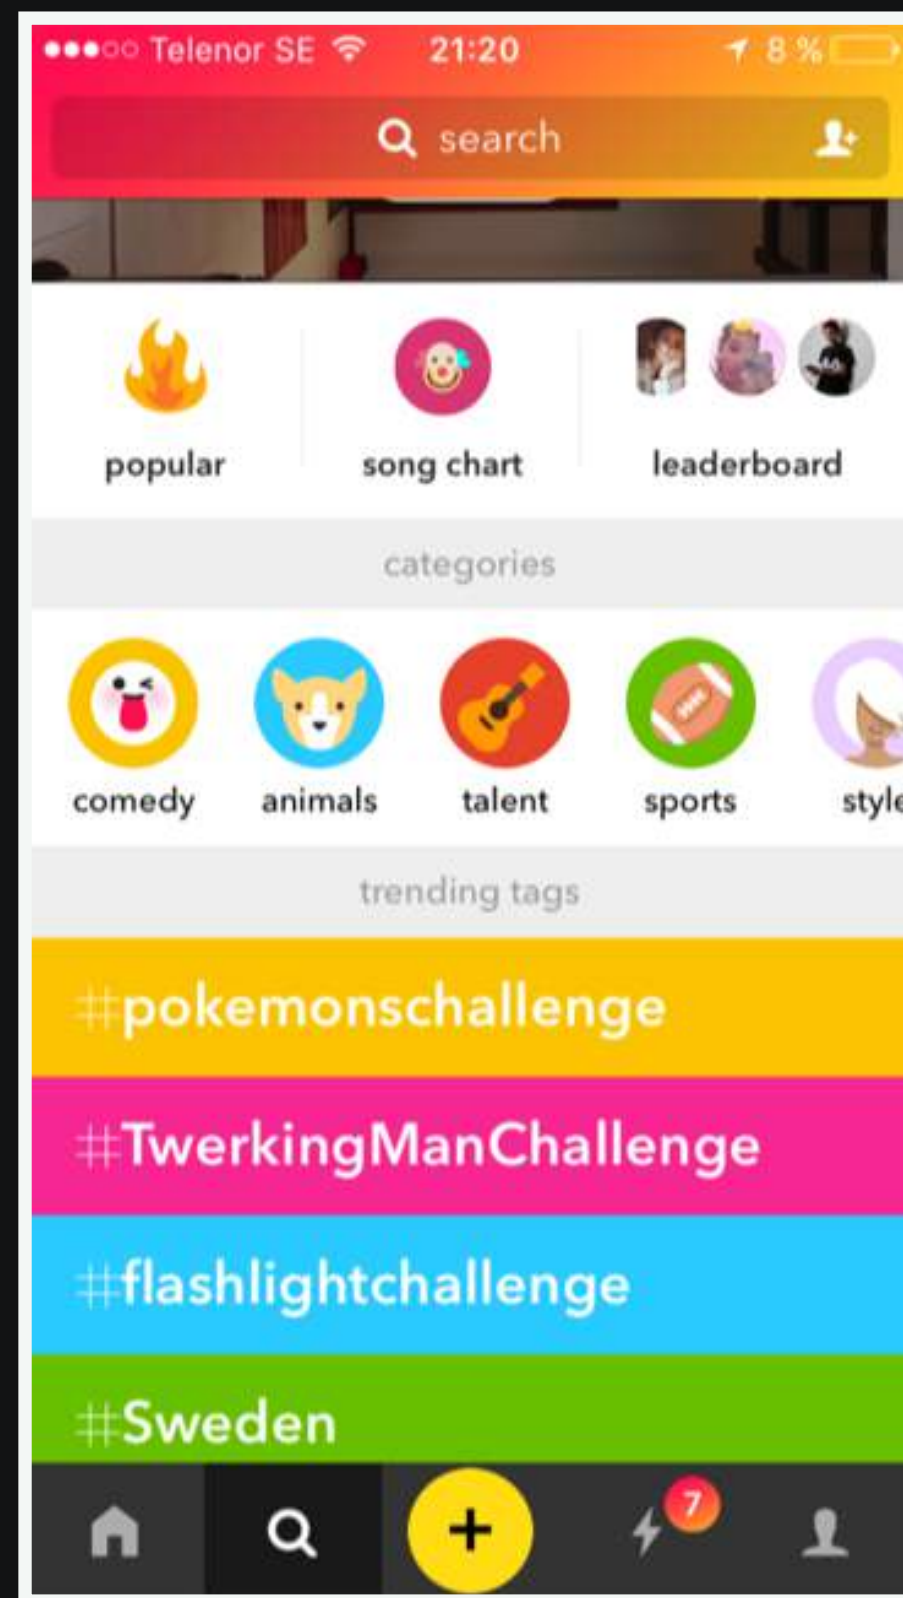 Telenor SE 21:20 8 %
search
popular song chart leaderboard
categories
comedy animals talent sports style
trending tags
#pokemonschallenge
#TwerkingManChallenge
#flashlightchallenge
#Sweden
7